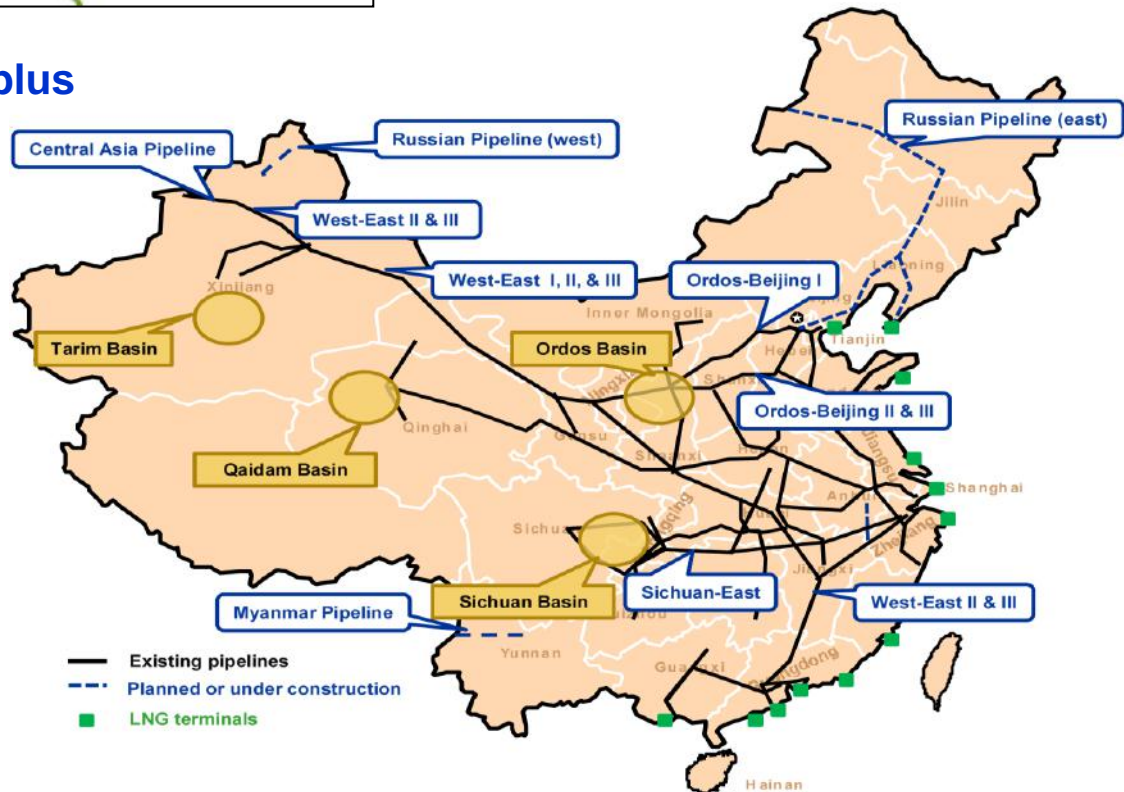 plus
Russian Pipeline (east)
Russian Pipeline (west)
Central Asia Pipeline
Jilin
West-East II & III
Liaoning
West-East I, II, & III
Ordos-Beijing I
Xinjiang
Inner Mongolia
Tarim Basin
Ordos Basin
Tianjin
Hebei
Shanxi
Ordos-Beijing II & III
Qinghai
Gansu
Shaanxi
Henan
Jiangsu
Qaidam Basin
Anhui
Shanghai
Sichuan
Hubei
Zhejiang
Jiangxi
Sichuan-East
Sichuan Basin
West-East II & III
Myanmar Pipeline
Yunnan
Guangxi
Guangdong
Existing pipelines
Planned or under construction
LNG terminals
Hainan